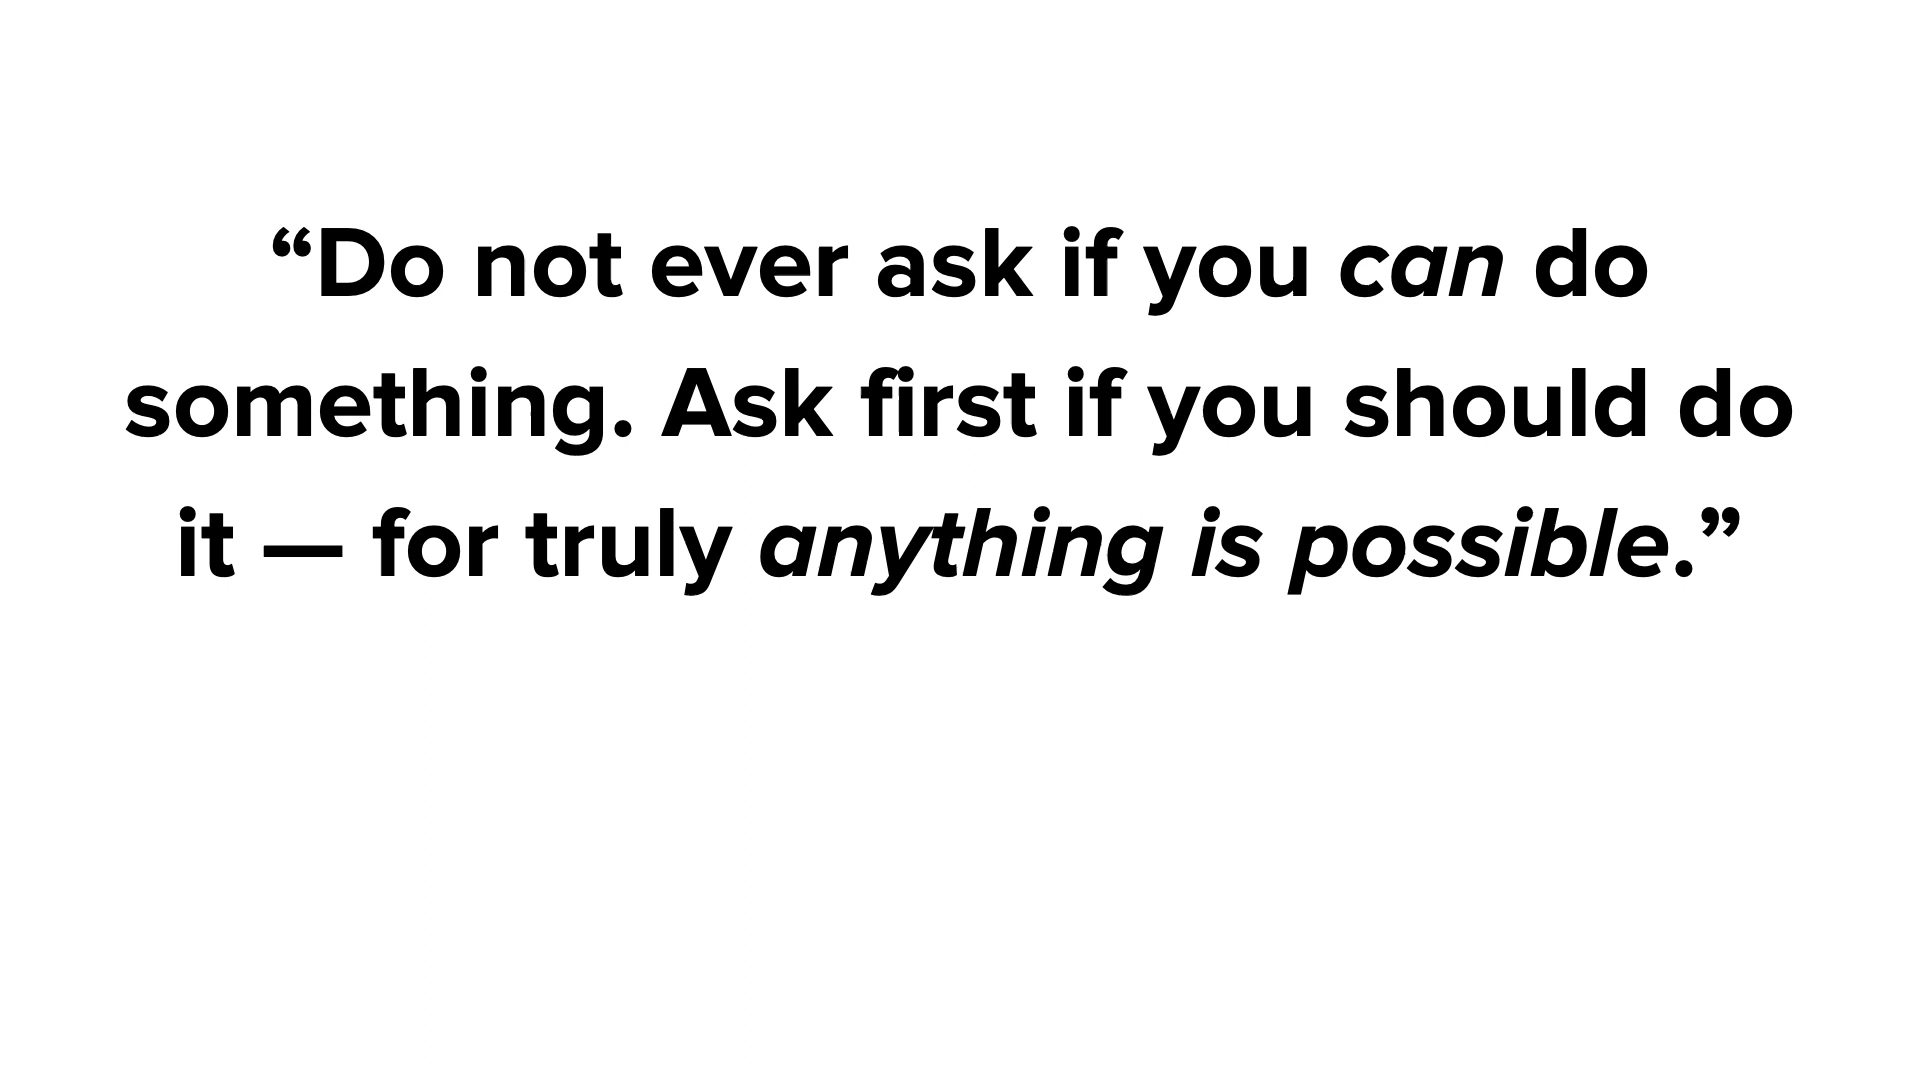 “Do not ever ask if you can do
something. Ask first if you should do
it — for truly anything is possible.”